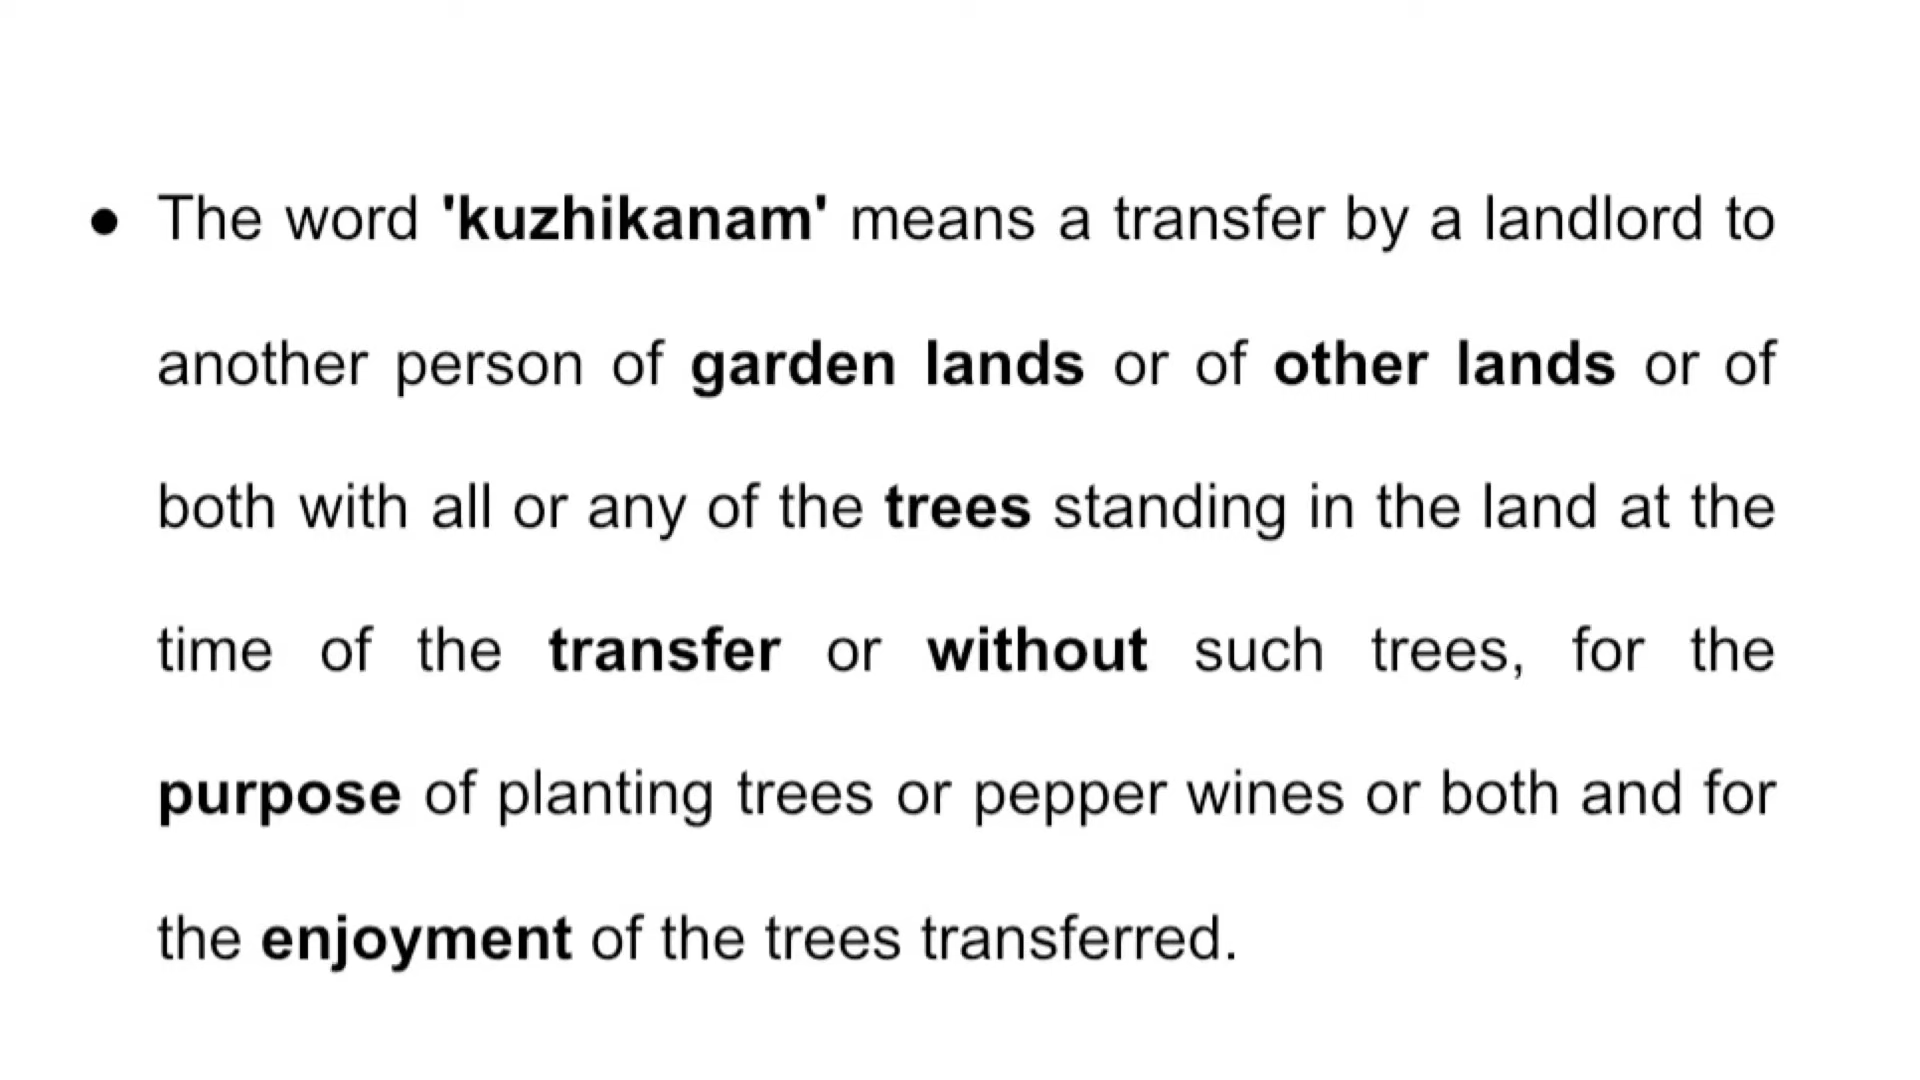 ● The word 'kuzhikanam' means a transfer by a landlord to
another person of garden lands or of other lands or of
both with all or any of the trees standing in the land at the
time of the transfer or without such trees, for the
purpose of planting trees or pepper wines or both and for
the enjoyment of the trees transferred.